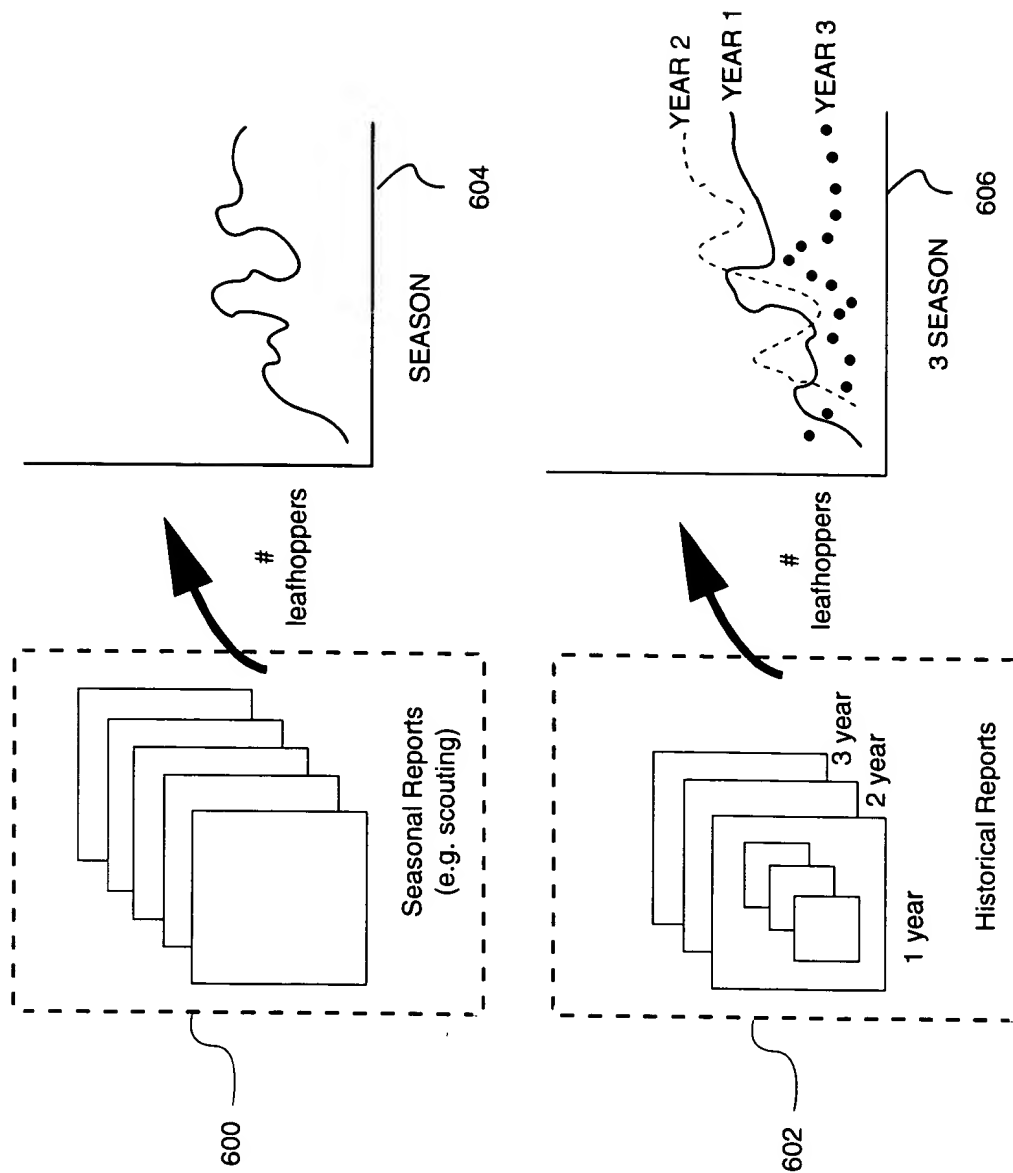 600
Seasonal Reports
(e.g. scouting)
#
leafhoppers
SEASON
604
602
1 year
2 year
3 year
Historical Reports
#
leafhoppers
YEAR 2
YEAR 1
YEAR 3
3 SEASON
606